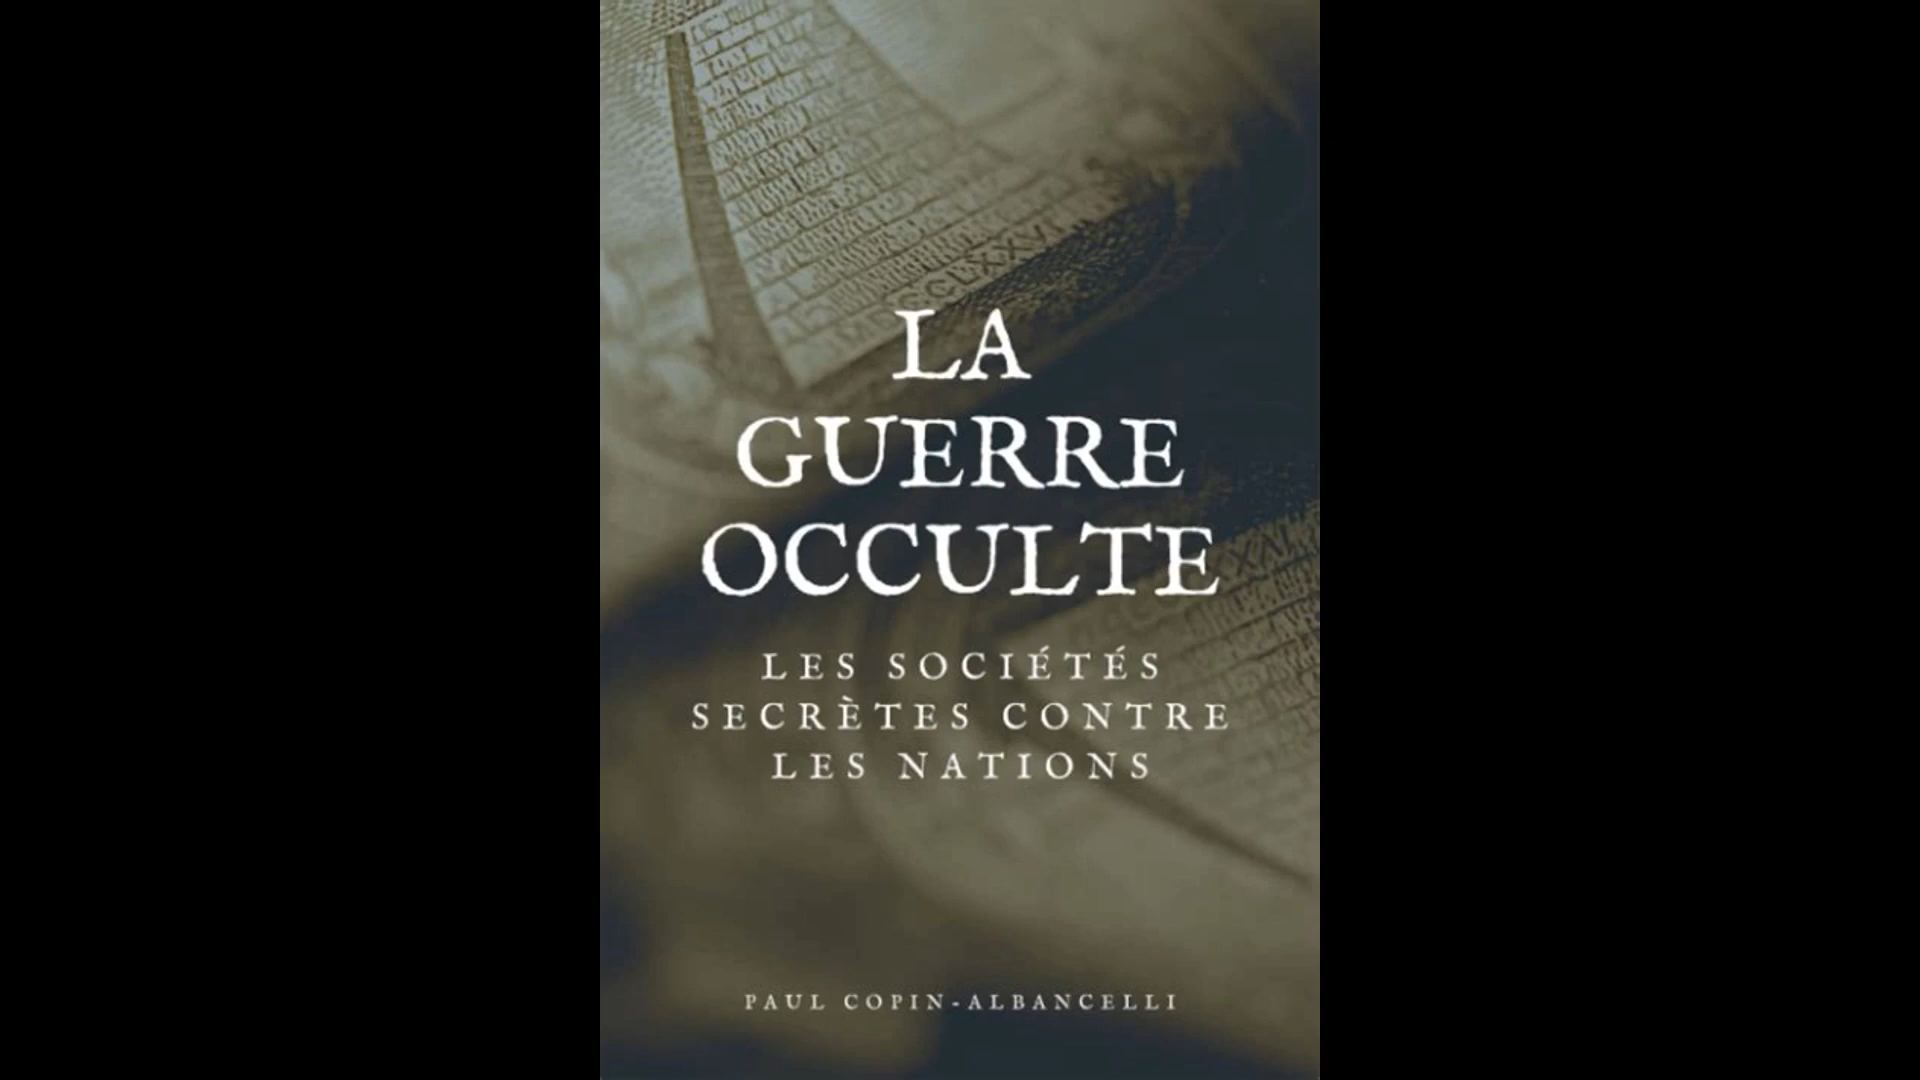 LA
GUERRE
OCCULTE
LES SOCIÉTÉS
SECRÈTES CONTRE
LES NATIONS
PAUL COPIN-ALBANCELLI